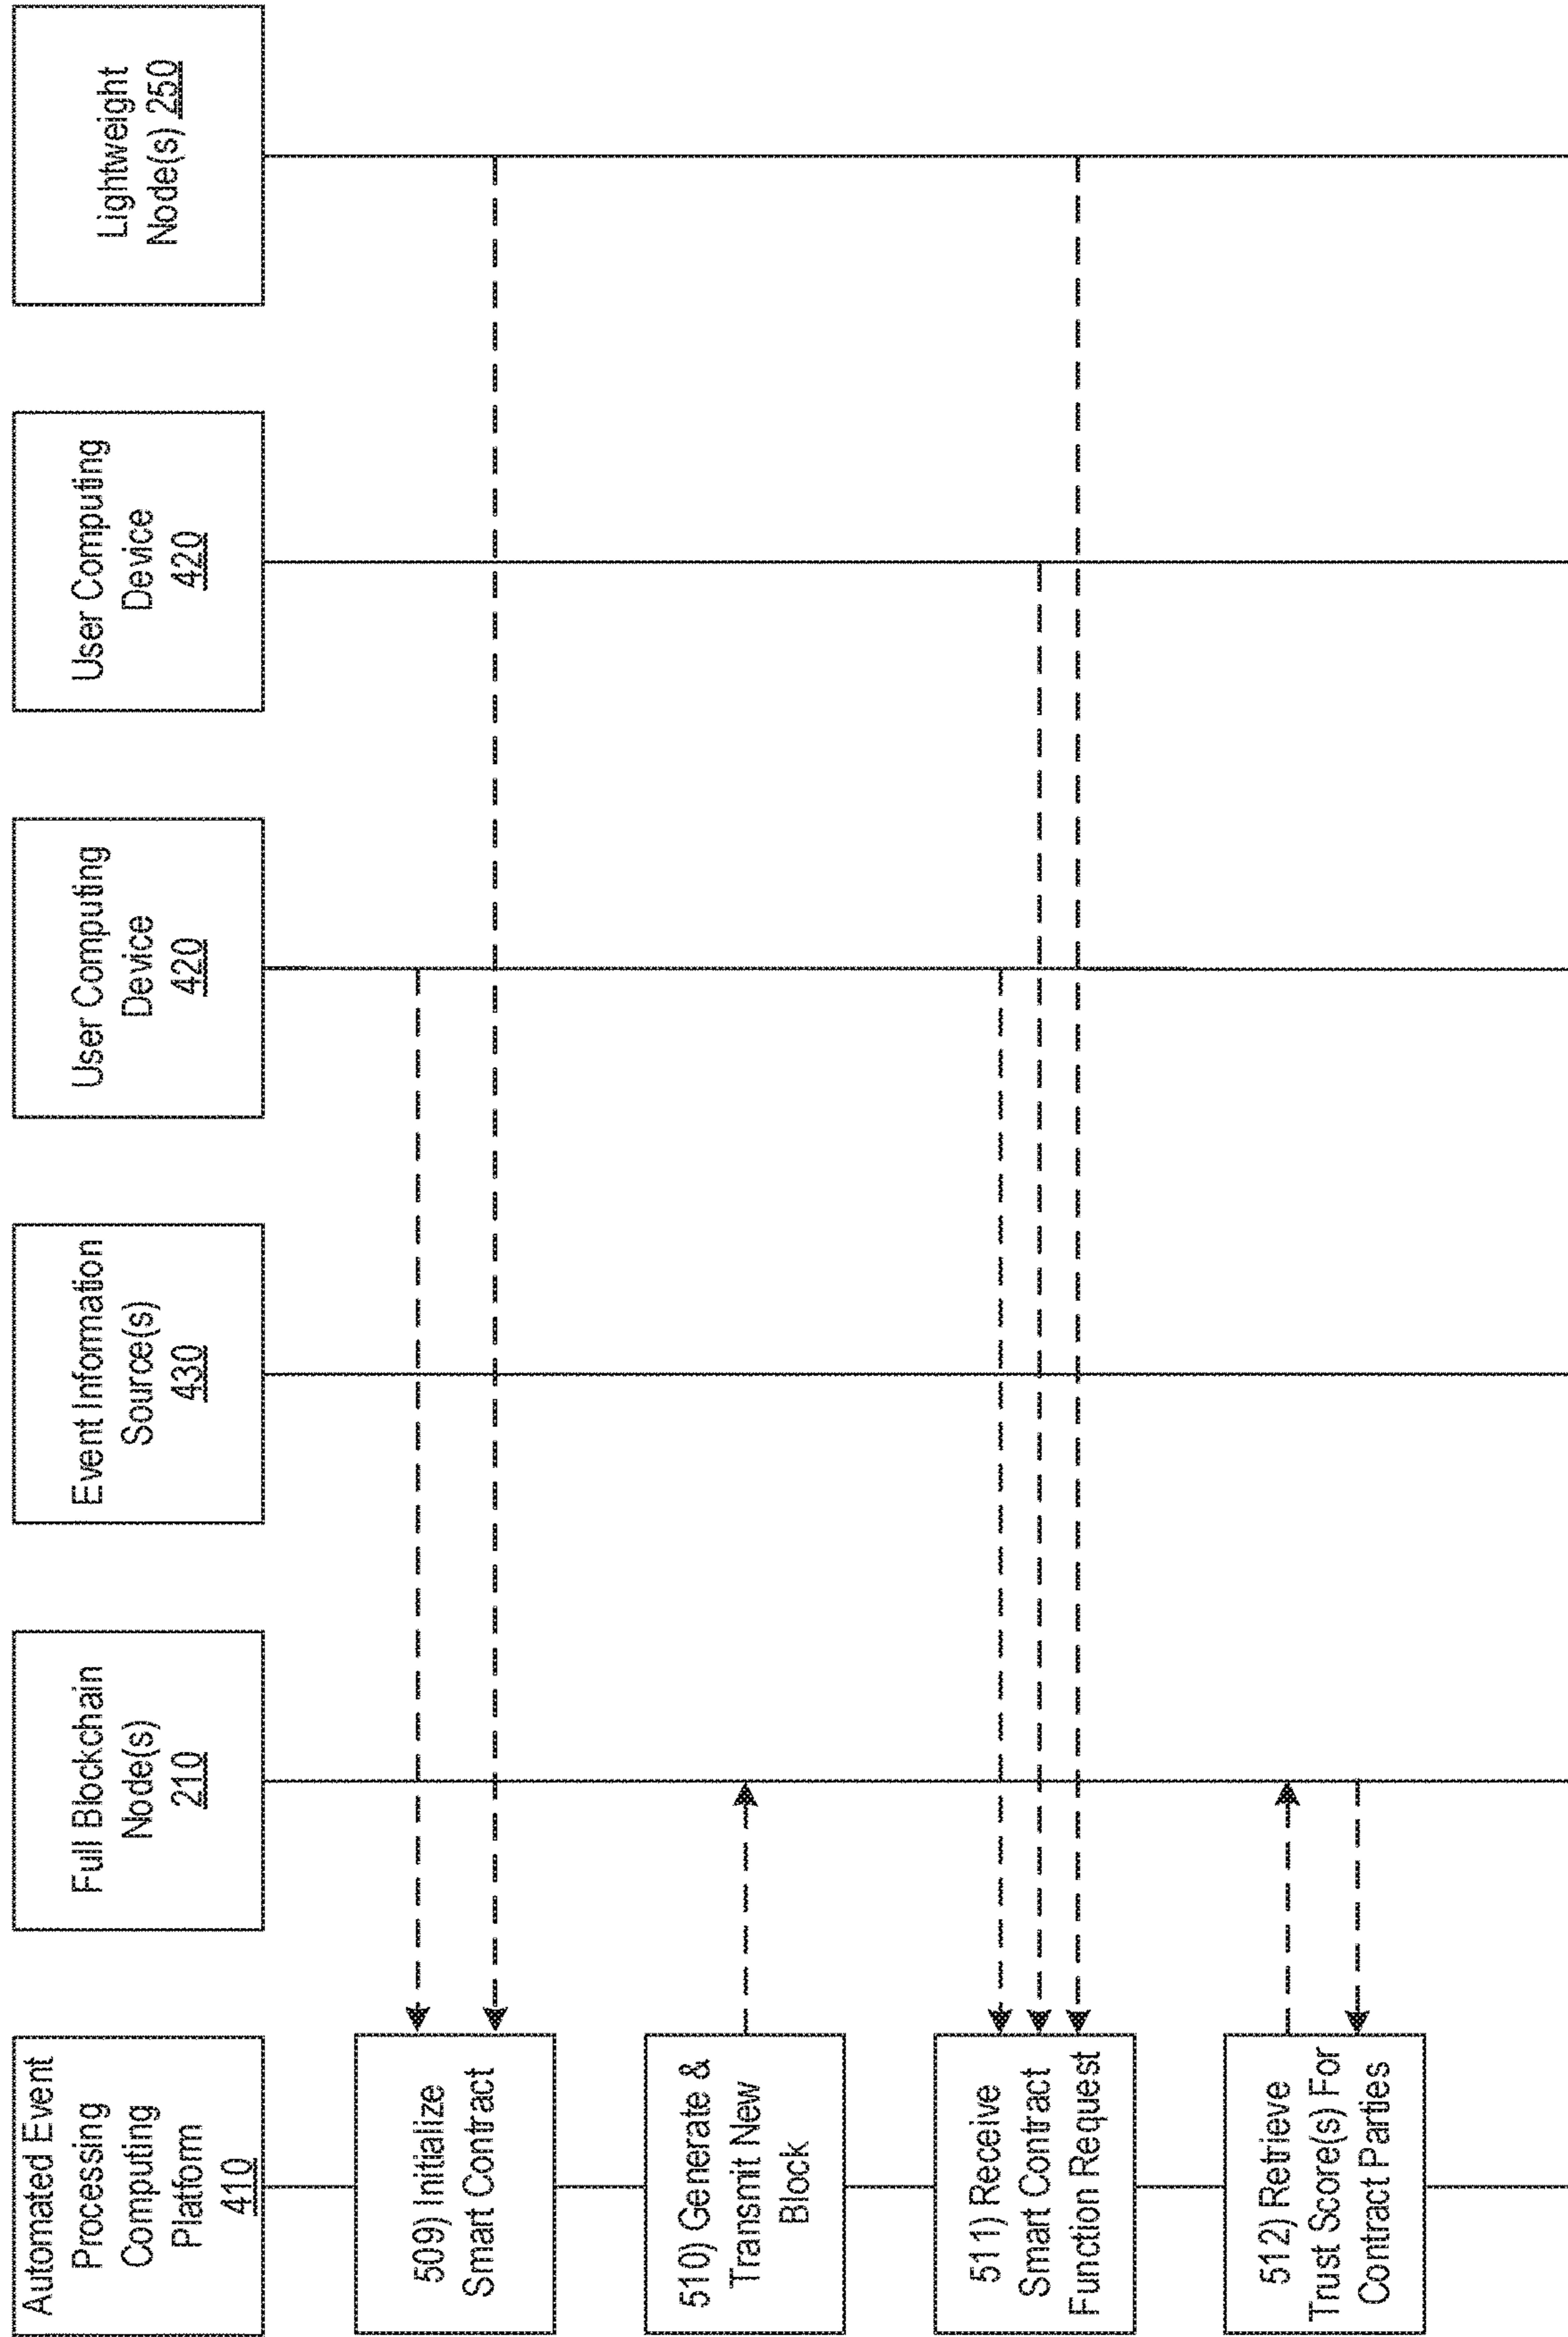 Automated Event
Processing
Computing
Platform
410
Full Blockchain
Node(s)
210
Event Information
Source(s)
430
User Computing
Device
420
User Computing
Device
420
Lightweight
Node(s) 250
509) Initialize
Smart Contract
510) Generate &
Transmit New
Block
511) Receive
Smart Contract
Function Request
512) Retrieve
Trust Score(s) For
Contract Parties